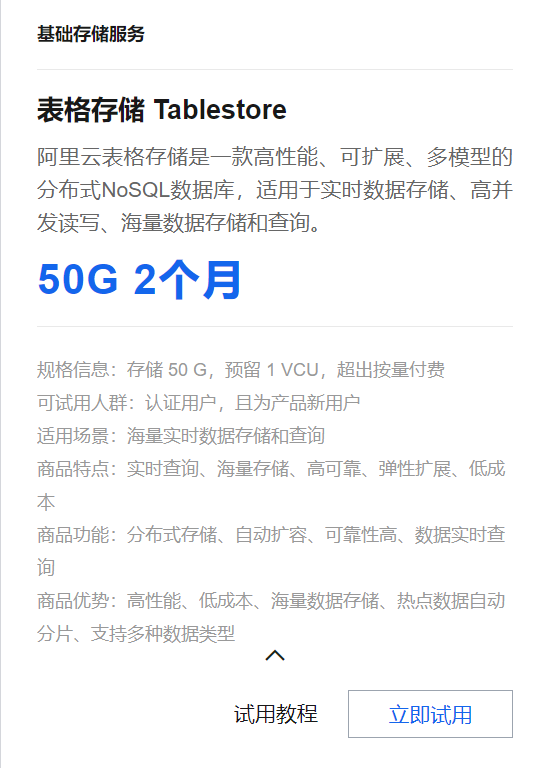 基础存储服务
表格存储 Tablestore
阿里云表格存储是一款高性能、可扩展、多模型的
分布式NoSQL数据库，适用于实时数据存储、高并
发读写、海量数据存储和查询。
50G 2个月
规格信息：存储 50 G，预留 1 VCU，超出按量付费
可试用人群：认证用户，且为产品新用户
适用场景：海量实时数据存储和查询
商品特点：实时查询、海量存储、高可靠、弹性扩展、低成
本
商品功能：分布式存储、自动扩容、可靠性高、数据实时查
询
商品优势：高性能、低成本、海量数据存储、热点数据自动
分片、支持多种数据类型
试用教程 立即试用